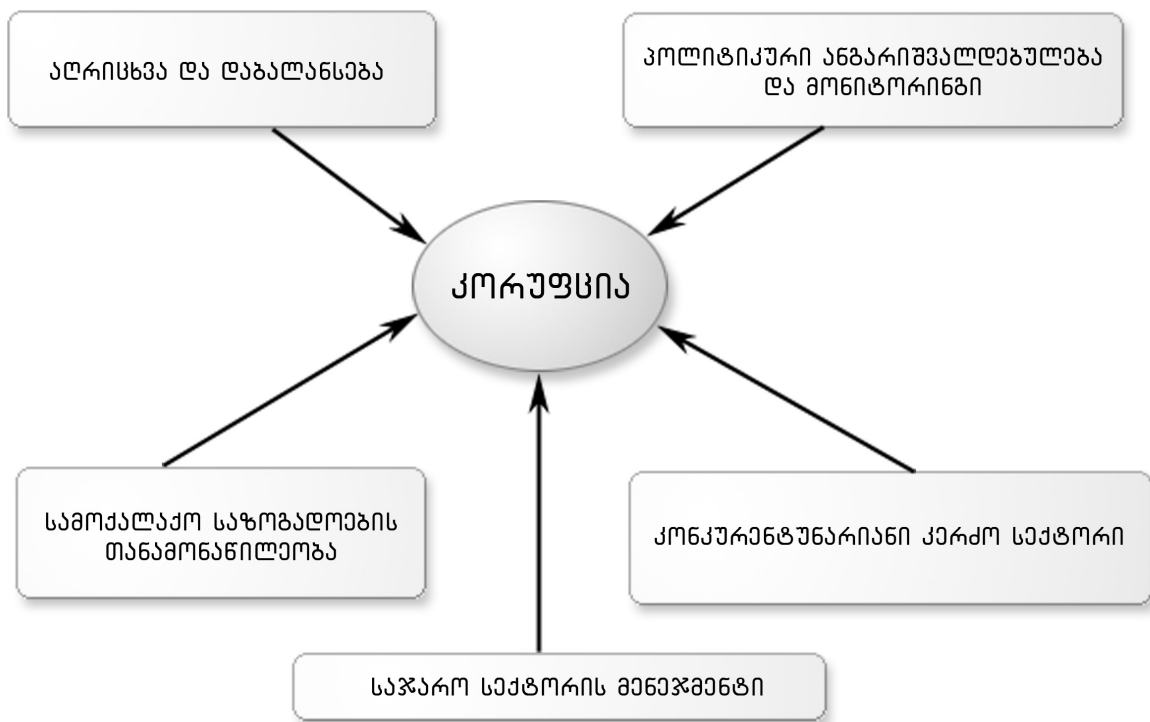 აღრიცხვა და დაბალანსება
პოლიტიკური ანგარიშვალდებულება
და მონიტორინგი
კორუფცია
სამოქალაქო საზოგადოების
თანამონაწილეობა
კონკურენტუნარიანი კერძო სექტორი
საჯარო სექტორის მენეჯმენტი